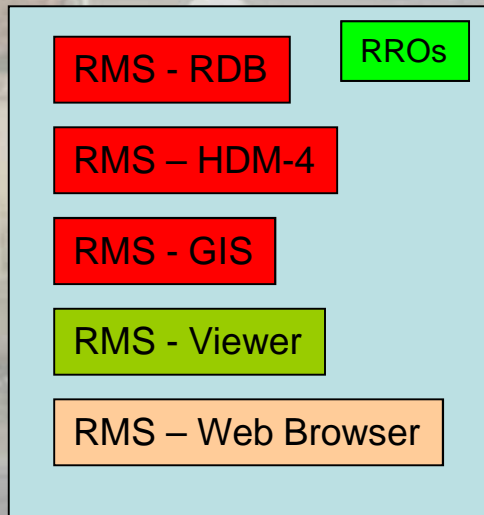 RROs
RMS - RDB
RMS – HDM-4
RMS - GIS
RMS - Viewer
RMS – Web Browser